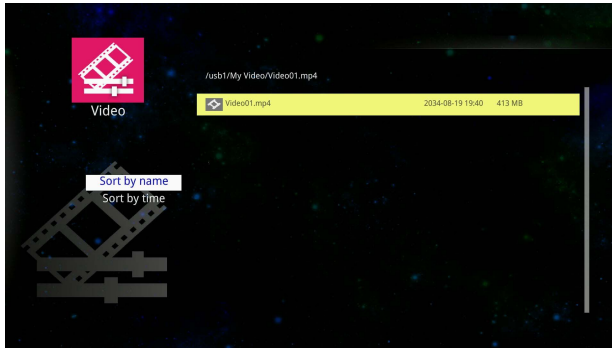 /usb1/My Video/Video01.mp4
Video
Video01.mp4 2034-08-19 19:40 413 MB
Sort by name
Sort by time